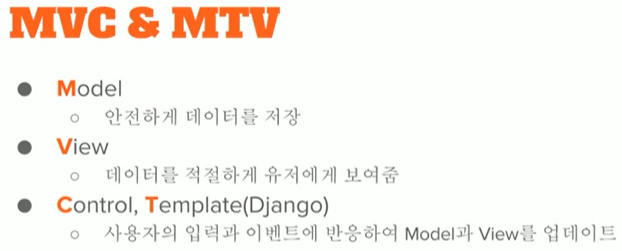 MVC & MTV
● Model
○ 안전하게 데이터를 저장
● View
○ 데이터를 적절하게 유저에게 보여줌
● Control, Template(Django)
○ 사용자의 입력과 이벤트에 반응하여 Model과 View를 업데이트